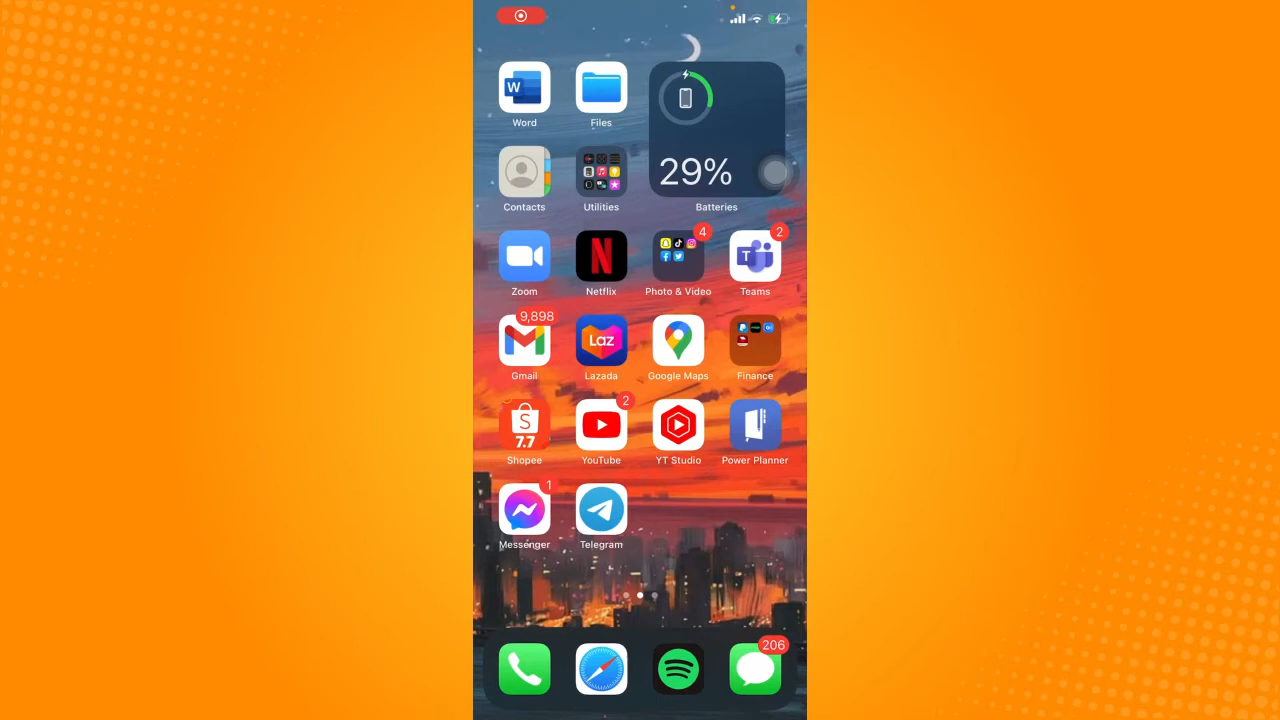 W
Word
Files
29%
Contacts
Utilities
Batteries
4
2
N
T
Zoom
Netflix
Photo & Video
Teams
9,898
Laz
Gmail
Lazada
Google Maps
Finance
2
S
7.7
Shopee
YouTube
YT Studio
Power Planner
1
Messenger
Telegram
206